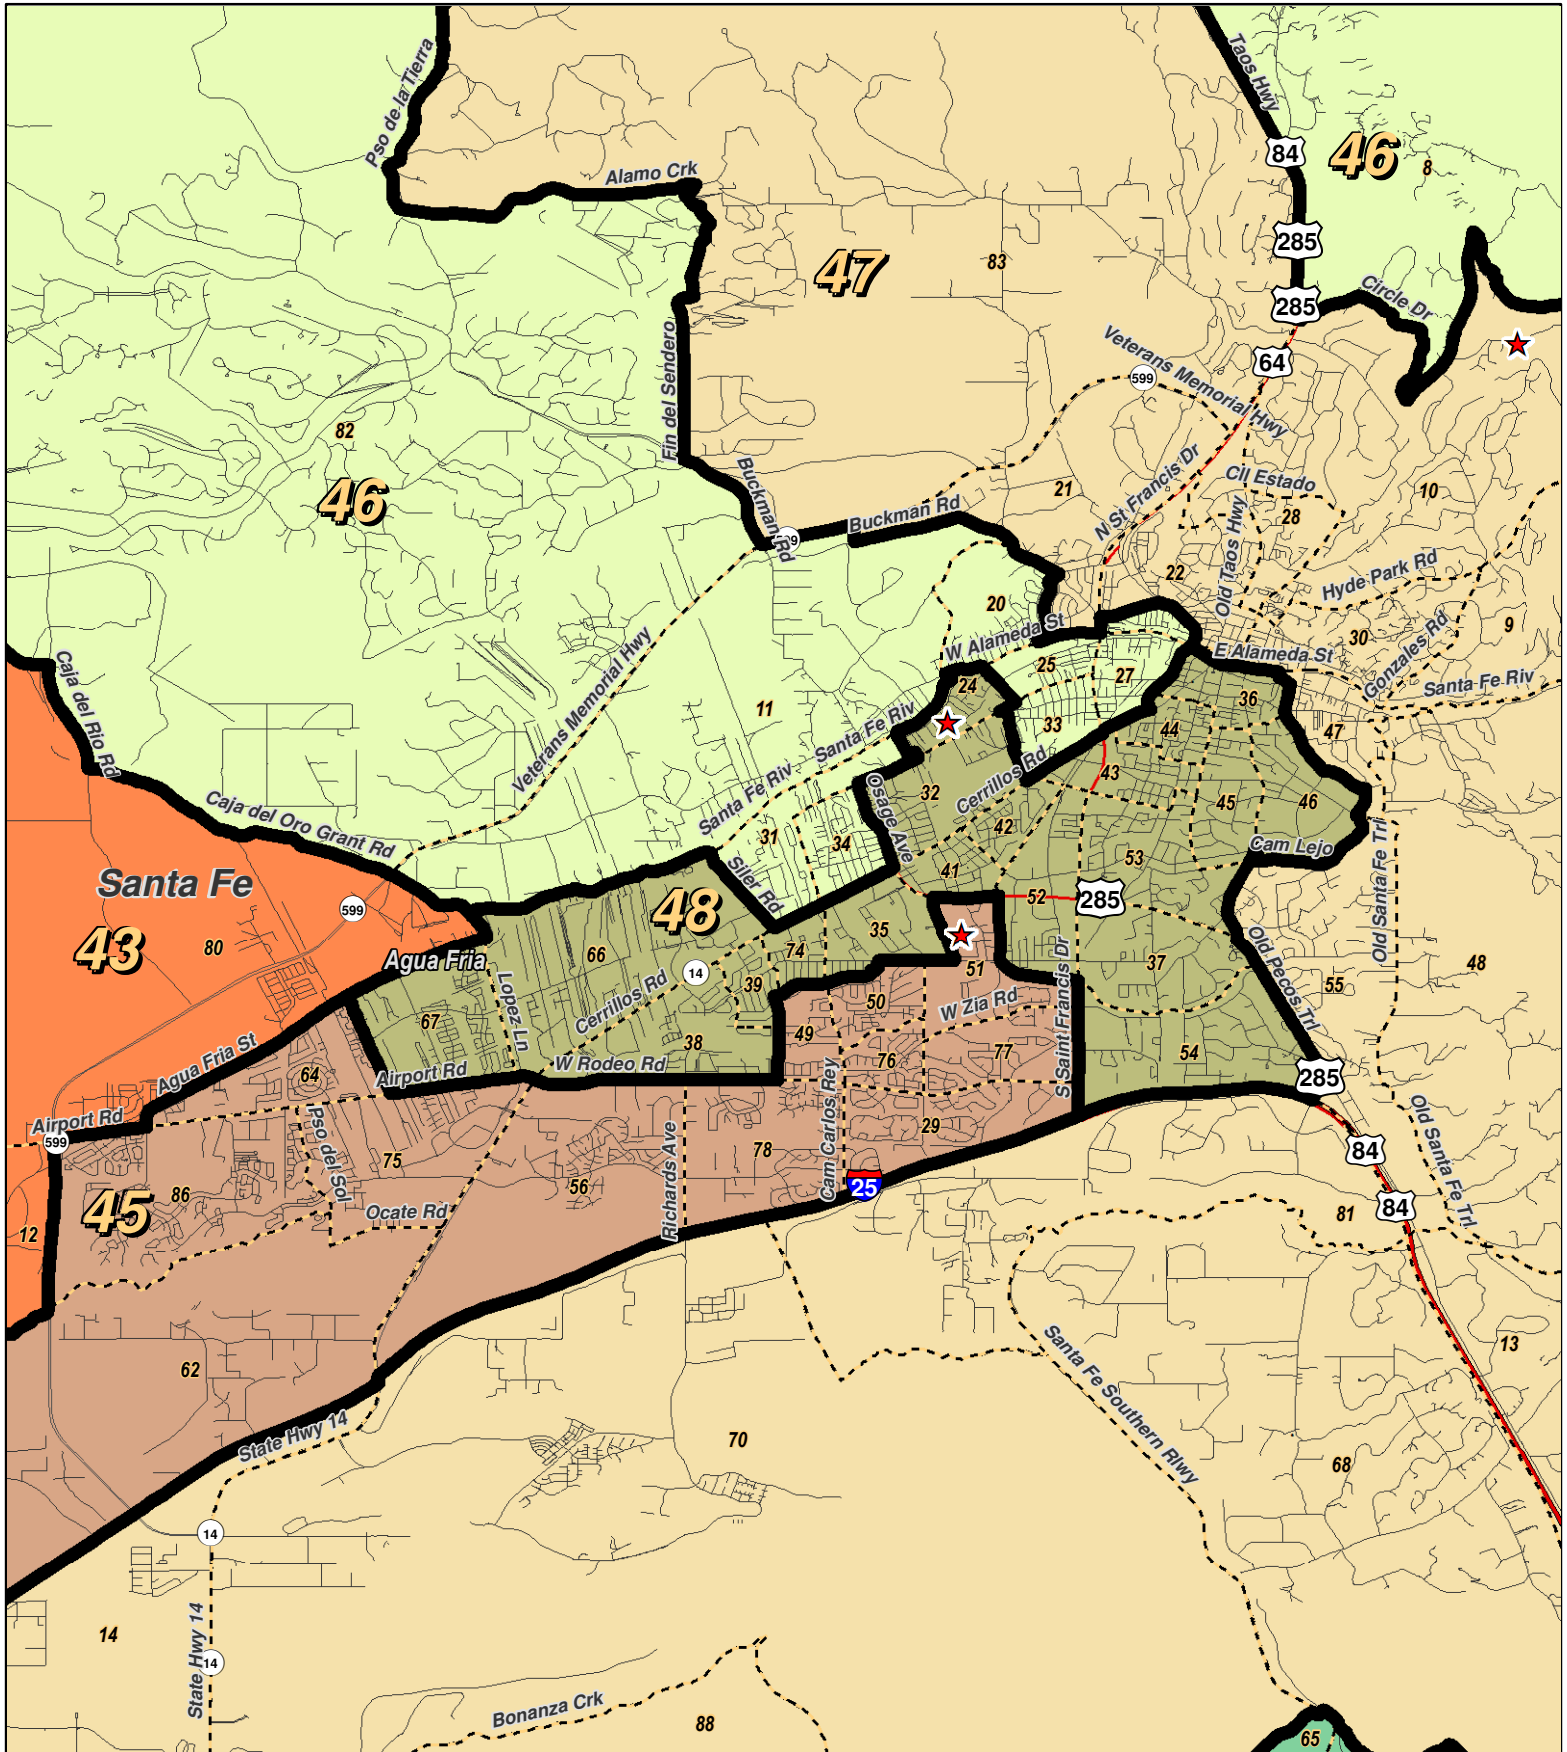 Pso de la Tierra
Taos Hwy
84
46
8
Alamo Crk
285
47
83
285
Circle Dr
Fin del Sendero
Veterans Memorial Hwy
64
599
82
46
Buckman Rd
N St Francis Dr
Cll Estado
21
10
28
Buckman Rd
Old Taos Hwy
22
Hyde Park Rd
20
9
30
Gonzales Rd
W Alameda St
E Alameda St
Veterans Memorial Hwy
25
27
24
Santa Fe Riv
36
Caja del Rio Rd
11
Santa Fe Riv
33
44
47
Cerrillos Rd
43
Santa Fe Riv
32
45
46
Osage Ave
Caja del Oro Grant Rd
31
34
42
Cam Lejo
53
41
Old Santa Fe Trl
Santa Fe
Siler Rd
48
52
285
599
43
80
35
Agua Fria
66
74
51
37
Old Pecos Trl
48
14
39
55
Lopez Ln
Cerrillos Rd
50
W Zia Rd
S Saint Francis Dr
67
49
38
76
77
54
Agua Fria St
64
Airport Rd
W Rodeo Rd
285
Airport Rd
599
Pso del Sol
Cam Carlos Rey
29
Old Santa Fe Trl
75
Richards Ave
78
84
86
56
25
45
Ocate Rd
84
81
12
Santa Fe Southern Rlwy
13
62
State Hwy 14
70
68
14
State Hwy 14
14
14
Bonanza Crk
88
65